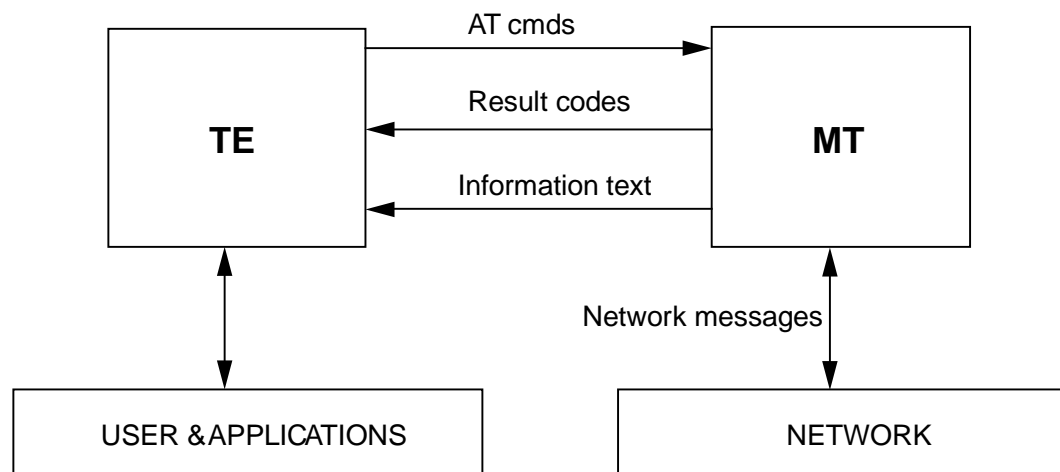 AT cmds
Result codes
TE
MT
Information text
Network messages
USER & APPLICATIONS
NETWORK